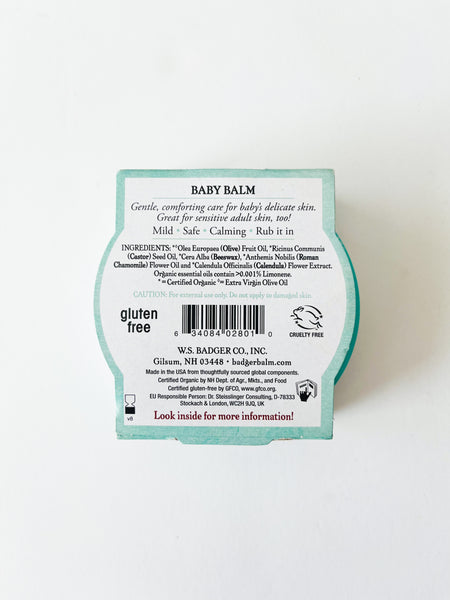 BABY BALM
Gentle, comforting care for baby's delicate skin.
Great for sensitive adult skin, too!
Mild • Safe • Calming • Rub it in
INGREDIENTS: *°Olea Europaea (Olive) Fruit Oil, *Ricinus Communis
(Castor) Seed Oil, *Cera Alba (Beeswax), *Anthemis Nobilis (Roman
Chamomile) Flower Oil and *Calendula Officinalis (Calendula) Flower Extract.
Organic essential oils contain >0.001% Limonene.
* = Certified Organic °= Extra Virgin Olive Oil
CAUTION: For external use only. Do not apply to damaged skin.
gluten
free
6 34084 02801 0
CRUELTY FREE
W.S. BADGER CO., INC.
Gilsum, NH 03448 • badgerbalm.com
Made in the USA from thoughtfully sourced global components.
Certified Organic by NH Dept. of Agr., Mkts., and Food
Certified gluten-free by GFCO, www.gfco.org.
EU Responsible Person: Dr. Steisslinger Consulting, D-78333
Stockach & London, WC2H 9JQ, UK
v8
Look inside for more information!